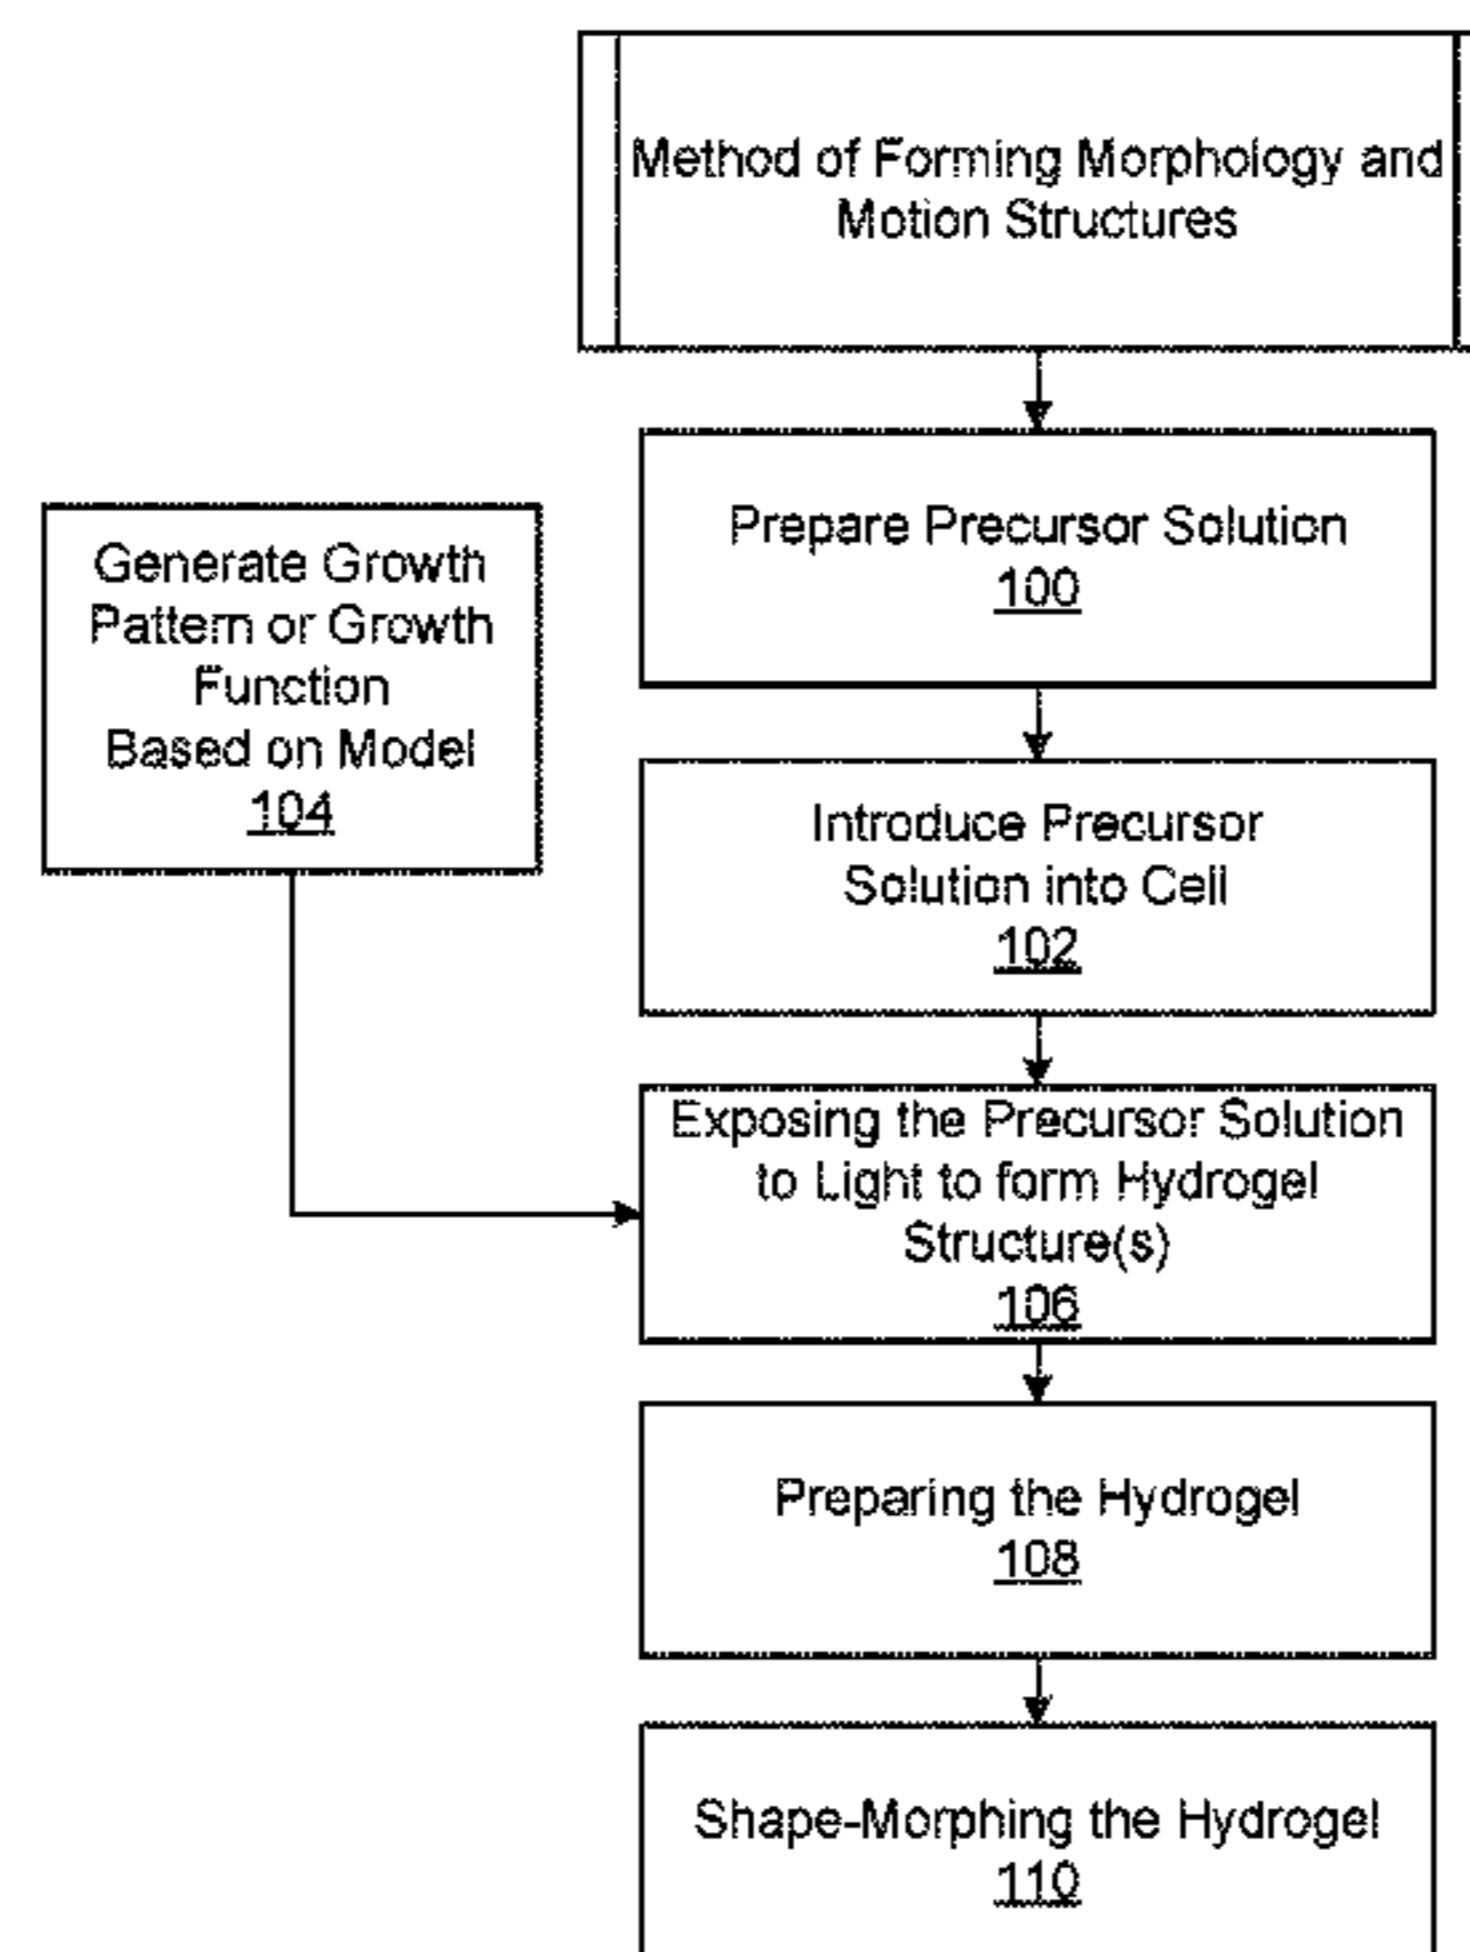 Method of Forming Morphology and
Motion Structures
Prepare Precursor Solution
100
Generate Growth
Pattern or Growth
Function
Based on Model
104
Introduce Precursor
Solution into Cell
102
Exposing the Precursor Solution
to Light to form Hydrogel
Structure(s)
106
Preparing the Hydrogel
108
Shape-Morphing the Hydrogel
110